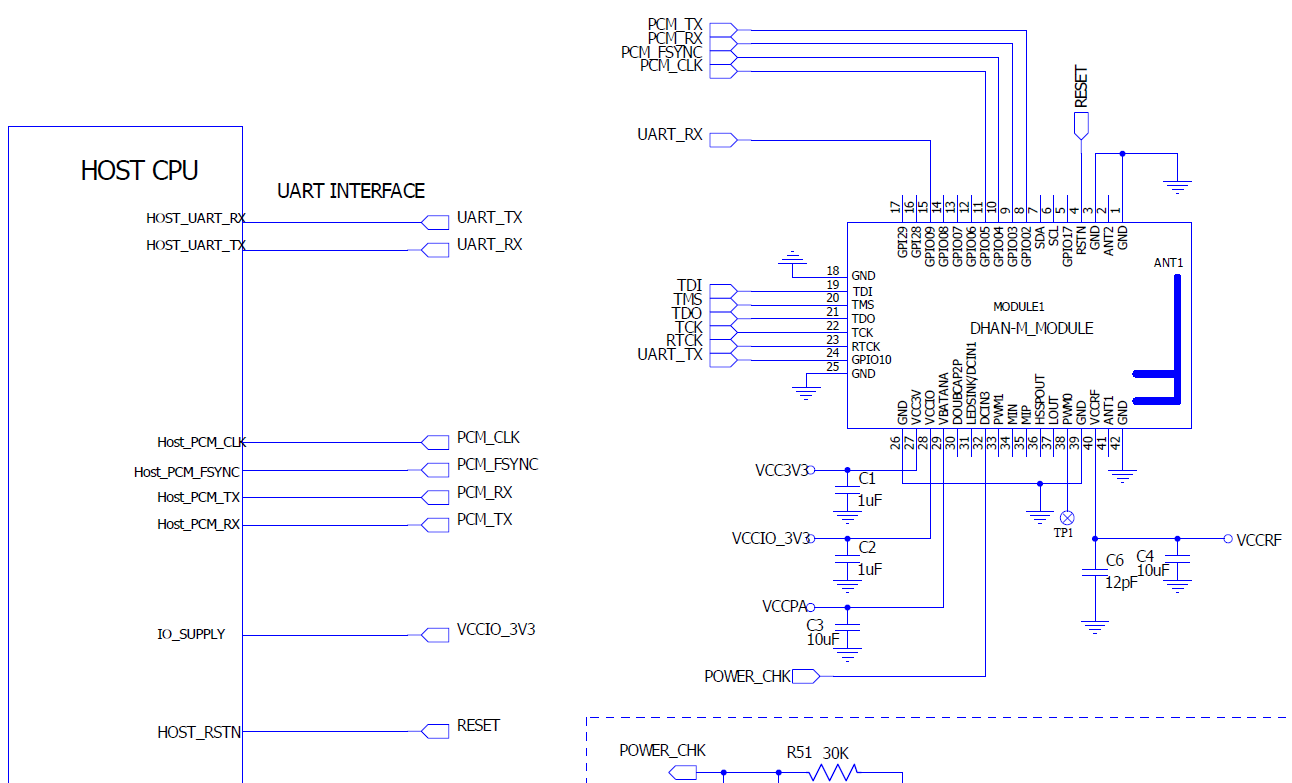 PCM_TX
PCM_RX
PCM_FSYNC
PCM_CLK
RESET
UART_RX
HOST CPU
UART INTERFACE
HOST_UART_RX
UART_TX
HOST_UART_TX
UART_RX
17 16 15 14 13 12 11 10 9 8 7 6 5 4 3 2 1
GPI29 GPI28 GPIO09 GPIO08 GPIO07 GPIO06 GPIO05 GPIO04 GPIO03 GPIO02 SDA SCL GPIO17 RSTN GND ANT2 GND
ANT1
18 GND
TDI 19 TDI
TMS 20 TMS
TDO 21 TDO
TCK 22 TCK
RTCK 23 RTCK
UART_TX 24 GPIO10
25 GND
MODULE1
DHAN-M_MODULE
GND VCC3V VCCIO VBATANA DOUBCAP2P LEDSINK/DCIN1 DCIN3 PWM1 MIN MIP HSSPOUT LOUT PWM0 GND VCCRF ANT1 GND
26 27 28 29 30 31 32 33 34 35 36 37 38 39 40 41 42
Host_PCM_CLK
PCM_CLK
Host_PCM_FSYNC
PCM_FSYNC
Host_PCM_TX
PCM_RX
Host_PCM_RX
PCM_TX
VCC3V3
C1
1uF
TP1
VCCIO_3V3
C2
1uF
C6
12pF
C4
10uF
VCCRF
VCCPA
C3
10uF
IO_SUPPLY
VCCIO_3V3
POWER_CHK
HOST_RSTN
RESET
POWER_CHK
R51 30K